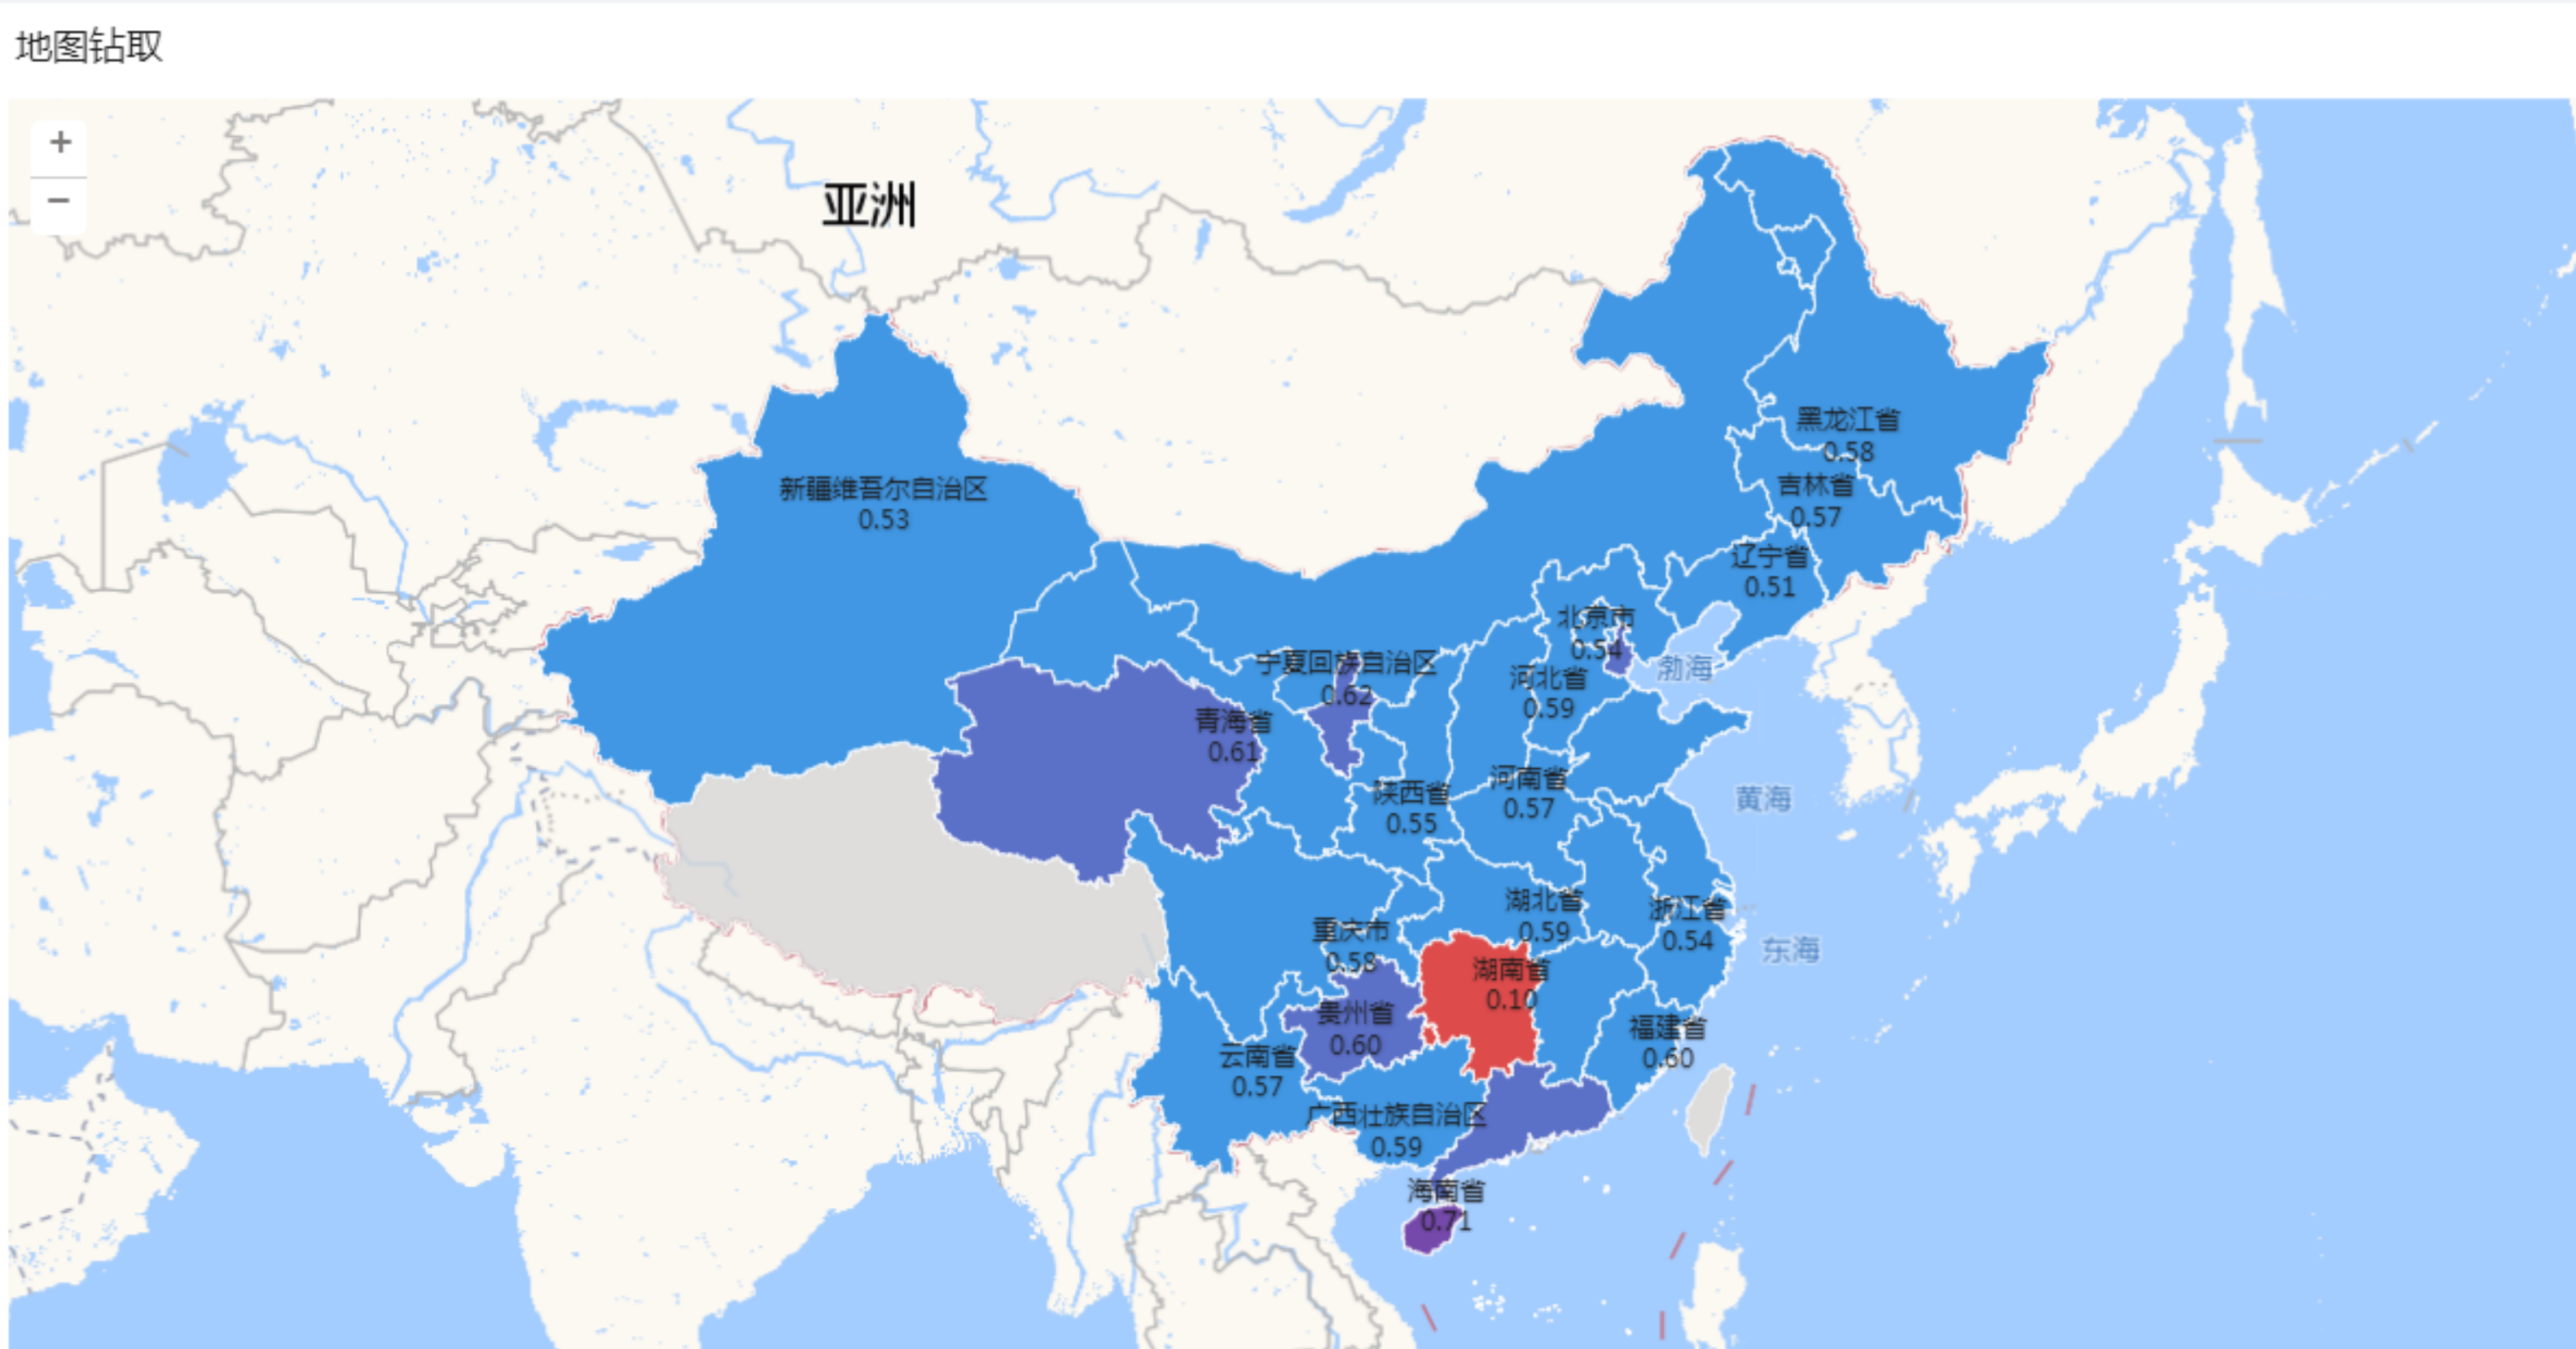 地图钻取
+
−
亚洲
黑龙江省
0.58
新疆维吾尔自治区
0.53
吉林省
0.57
辽宁省
0.51
北京市
0.54
宁夏回族自治区
0.62
渤海
河北省
0.59
青海省
0.61
河南省
0.57
陕西省
0.55
黄海
湖北省
0.59
浙江省
0.54
重庆市
0.58
东海
湖南省
0.10
贵州省
0.60
福建省
0.60
云南省
0.57
广西壮族自治区
0.59
海南省
0.71